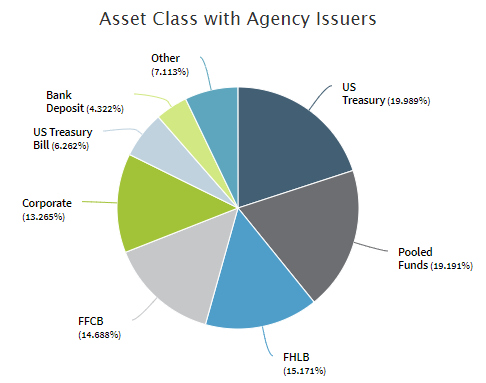 Asset Class with Agency Issuers
Other
(7.113%)
US
Treasury (19.989%)
Bank
Deposit (4.322%)
US Treasury
Bill (6.262%)
Corporate
(13.265%)
Pooled
Funds (19.191%)
FFCB
(14.688%)
FHLB
(15.171%)